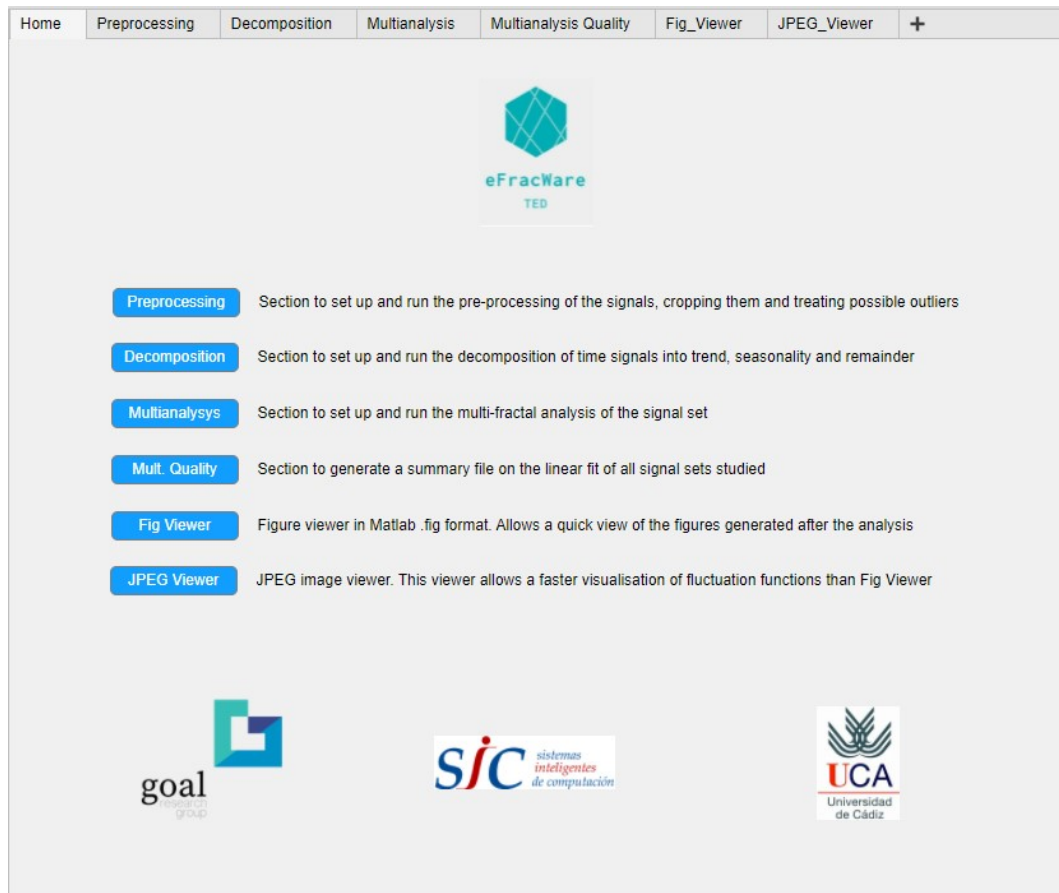 Home Preprocessing Decomposition Multianalysis Multianalysis Quality Fig_Viewer JPEG_Viewer +
eFracWare
TED
Preprocessing Section to set up and run the pre-processing of the signals, cropping them and treating possible outliers
Decomposition Section to set up and run the decomposition of time signals into trend, seasonality and remainder
Multianalysys Section to set up and run the multi-fractal analysis of the signal set
Mult. Quality Section to generate a summary file on the linear fit of all signal sets studied
Fig Viewer Figure viewer in Matlab .fig format. Allows a quick view of the figures generated after the analysis
JPEG Viewer JPEG image viewer. This viewer allows a faster visualisation of fluctuation functions than Fig Viewer
goal
research
group
SiC
sistemas
inteligentes
de computación
UCA
Universidad
de Cádiz